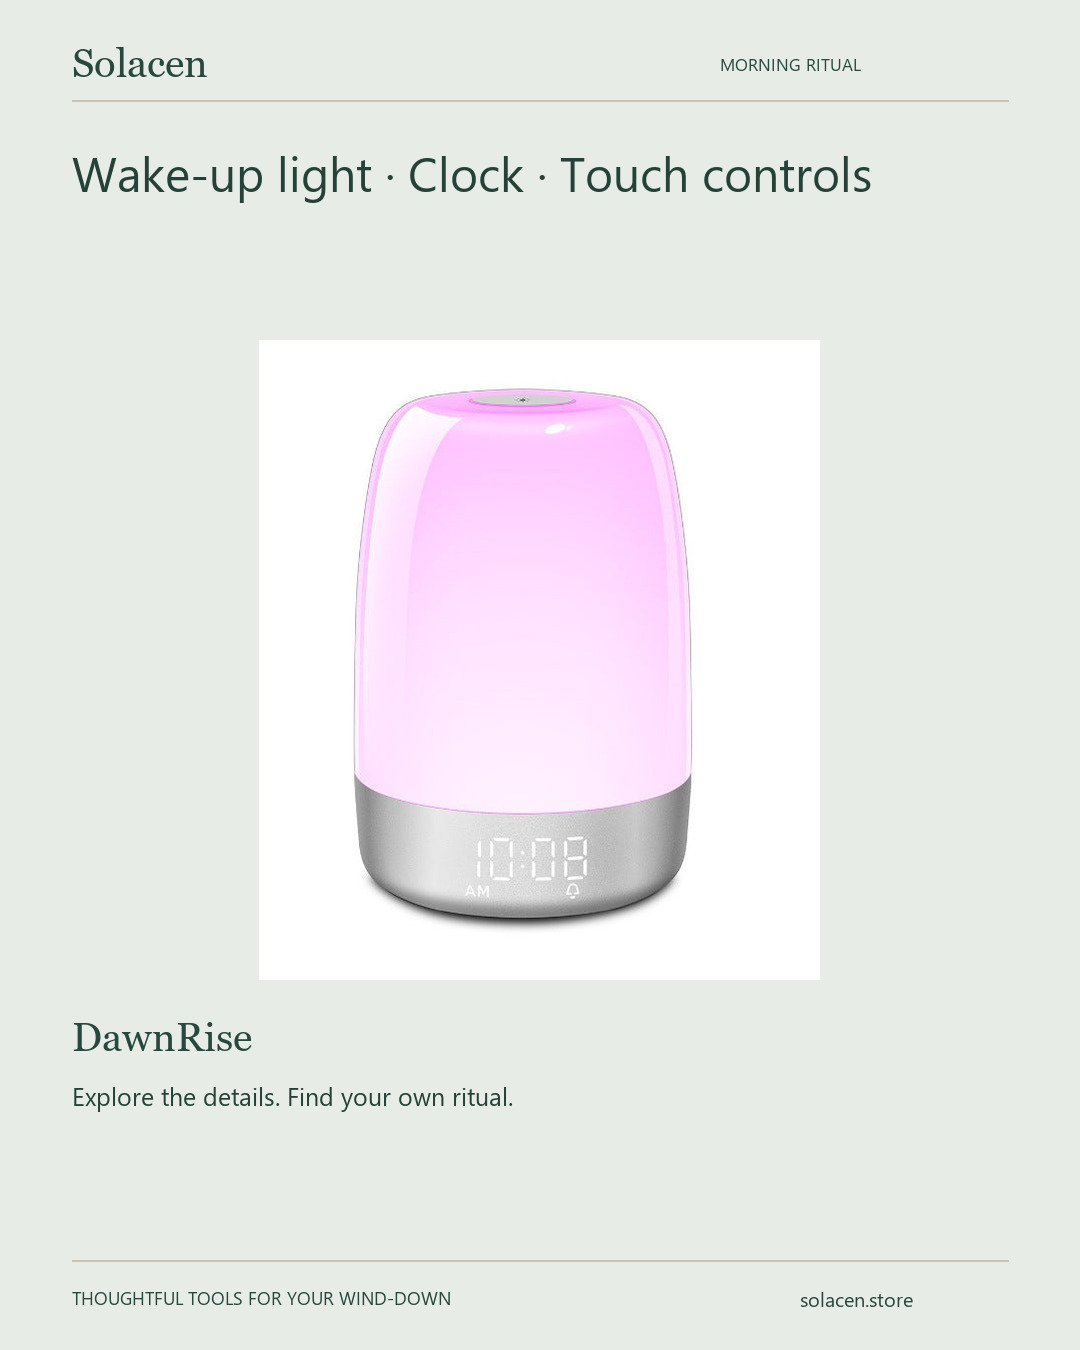 Solacen
MORNING RITUAL
Wake-up light · Clock · Touch controls
10:08
AM
DawnRise
Explore the details. Find your own ritual.
THOUGHTFUL TOOLS FOR YOUR WIND-DOWN
solacen.store